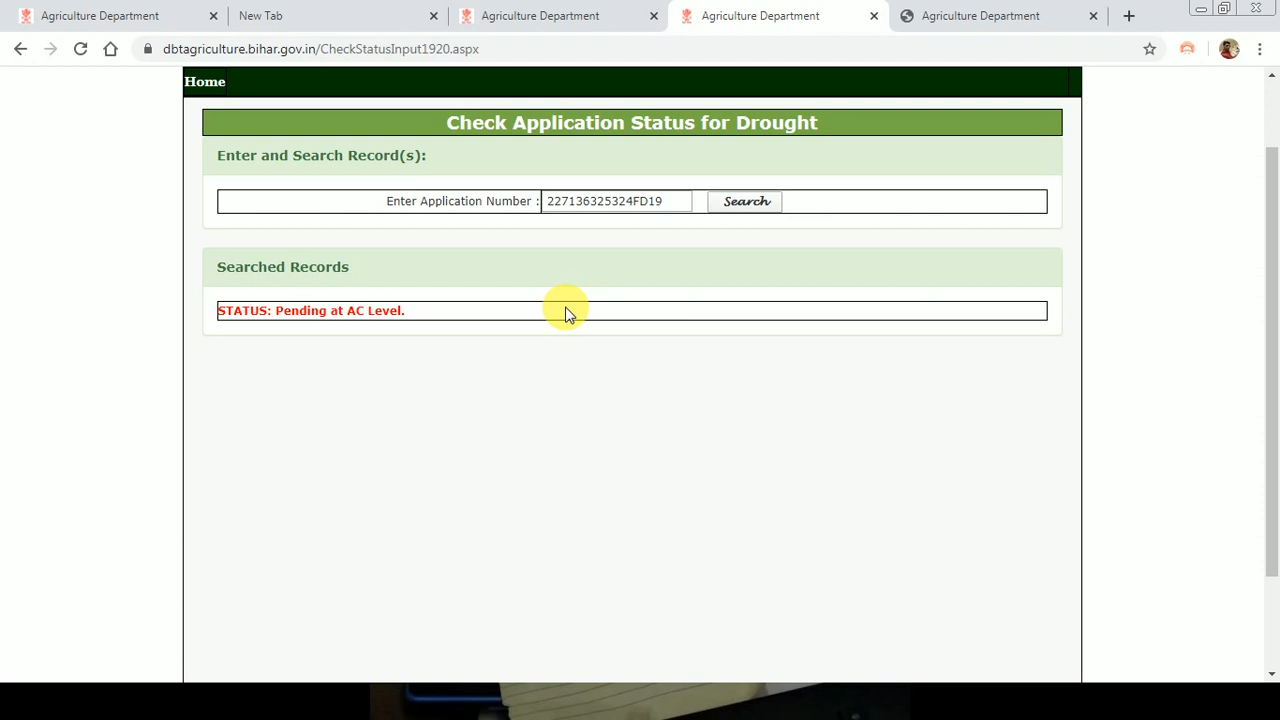 Agriculture Department
New Tab
Agriculture Department
Agriculture Department
Agriculture Department
dbtagriculture.bihar.gov.in/CheckStatusInput1920.aspx
Home
Check Application Status for Drought
Enter and Search Record(s):
Enter Application Number : 227136325324FD19 Search
Searched Records
STATUS: Pending at AC Level.